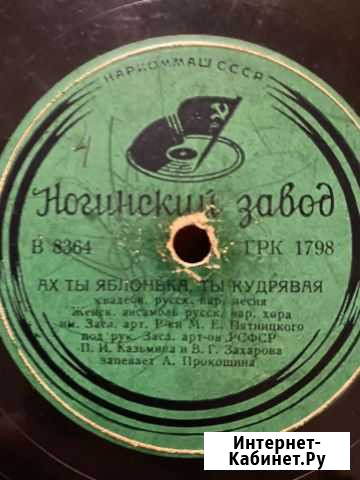 НАРКОММАШ СССР
4
Ногинский завод
В 8364
ГРК 1798
АХ ТЫ ЯБЛОНЬКА, ТЫ КУДРЯВАЯ
свадебн. русск. нар. песня
Женск. ансамбль русск. нар. хора
им. Засл. арт. Р-ки М. Е. Пятницкого
под рук. Засл. арт-ов РСФСР
П. И. Казьмина и В. Г. Захарова
запевает А. Прокошина
Интернет-
Кабинет.Ру